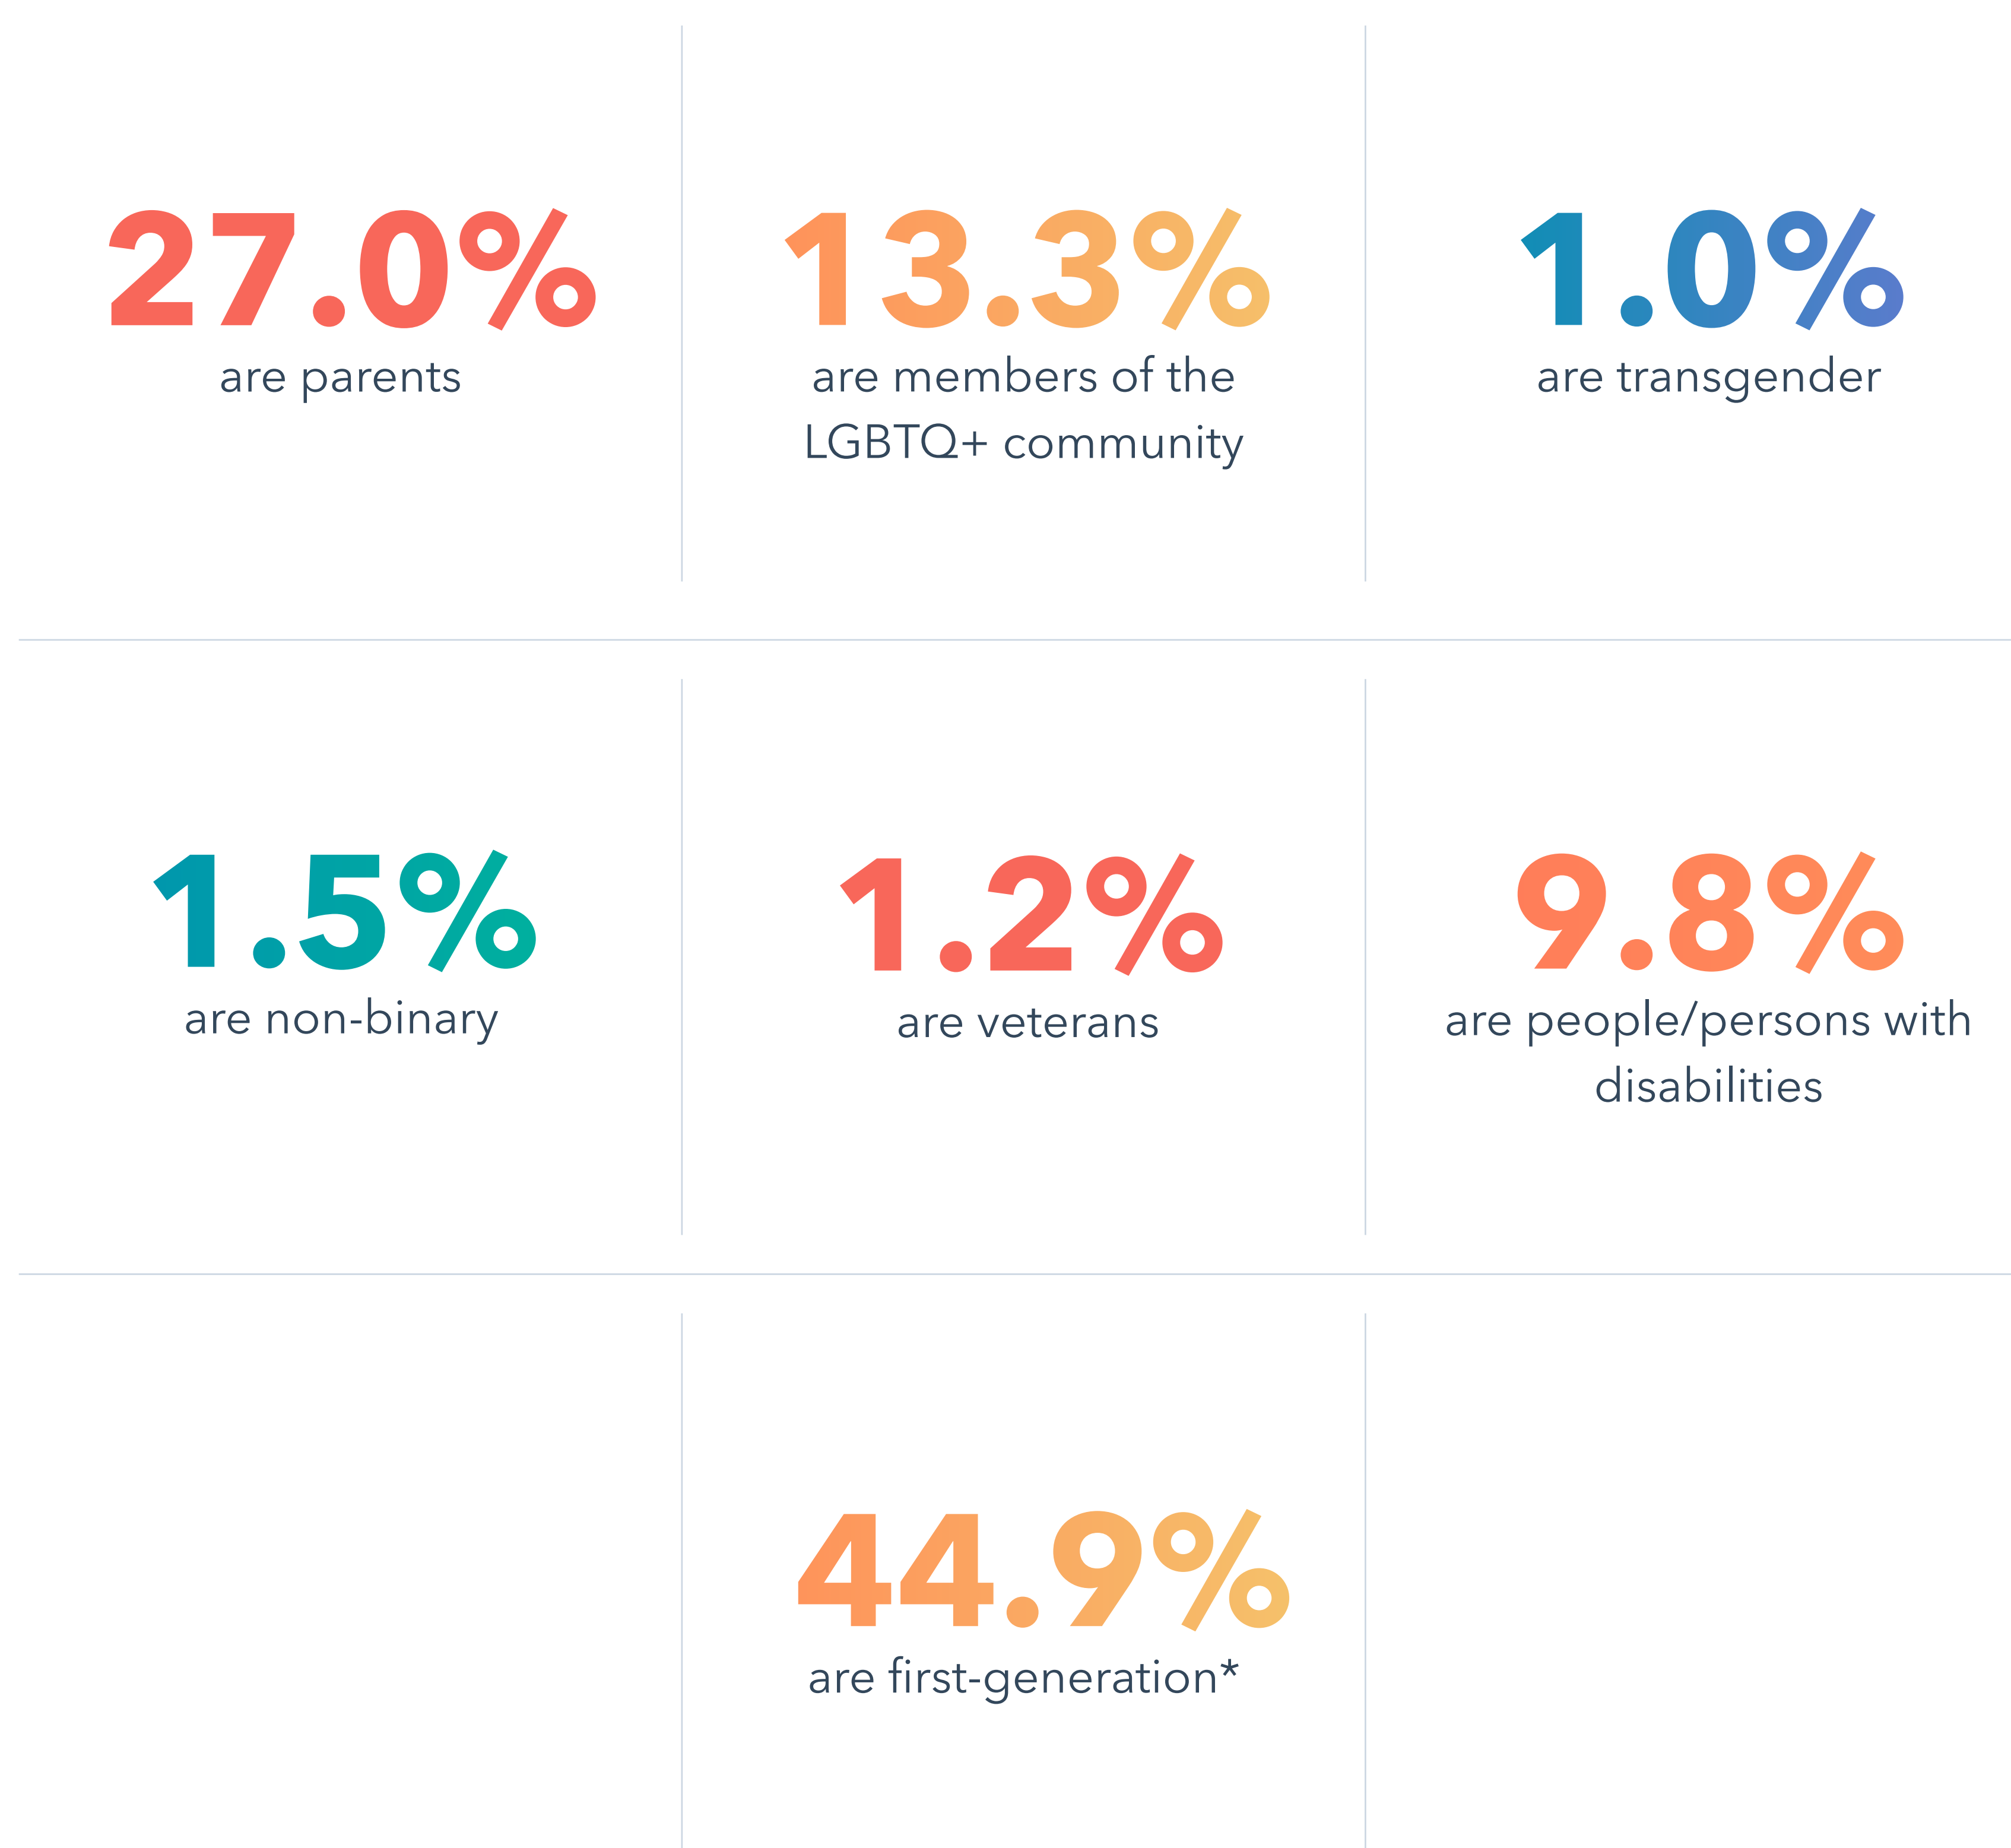 27.0%
are parents
13.3%
are members of the
LGBTQ+ community
1.0%
are transgender
1.5%
are non-binary
1.2%
are veterans
9.8%
are people/persons with
disabilities
44.9%
are first-generation*